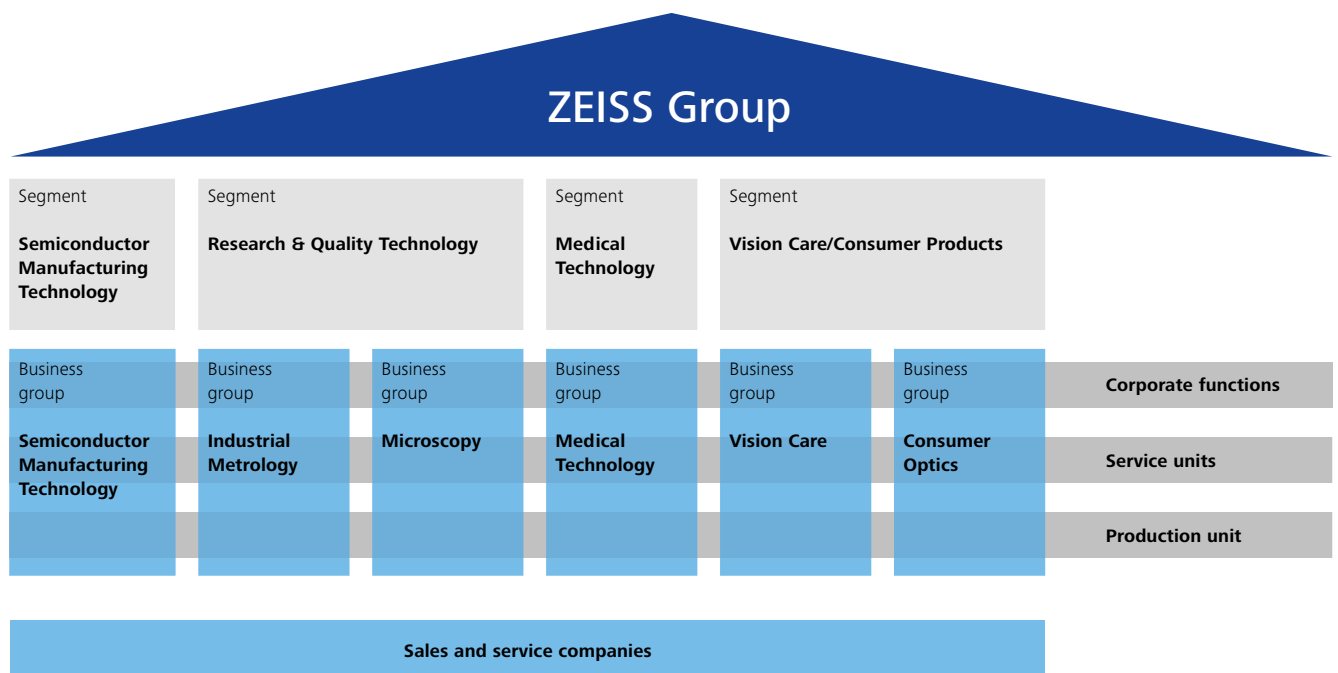 ZEISS Group
Segment
Semiconductor
Manufacturing
Technology
Segment
Research & Quality Technology
Segment
Medical
Technology
Segment
Vision Care/Consumer Products
Business
group
Semiconductor
Manufacturing
Technology
Business
group
Industrial
Metrology
Business
group
Microscopy
Business
group
Medical
Technology
Business
group
Vision Care
Business
group
Consumer
Optics
Corporate functions
Service units
Production unit
Sales and service companies